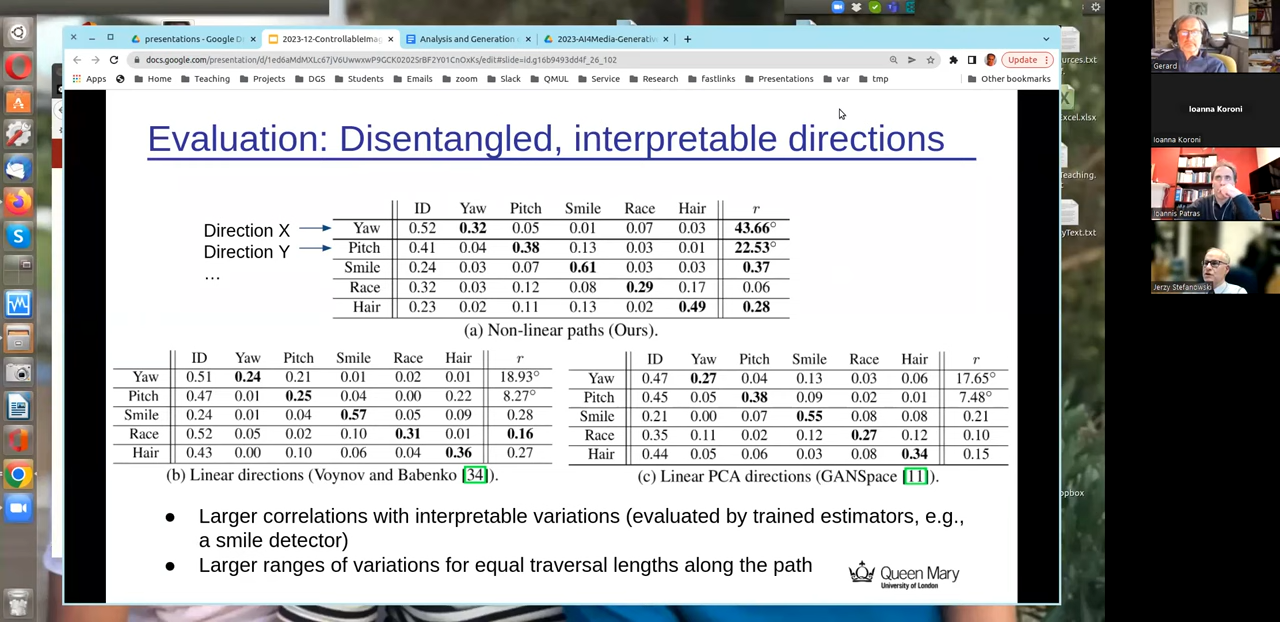 presentations - Google D
2023-12-ControllableImag
Analysis and Generation
2023-AI4Media-Generativ
docs.google.com/presentation/d/1ed6aMdMXLc67jV6UwwxwP9GCK0202SrBF2Y01CnOxKs/edit#slide=id.g16b9493dd4f_26_102
Update
Apps
Home
Teaching
Projects
DGS
Students
Emails
zoom
Slack
QMUL
Service
Research
fastlinks
Presentations
var
tmp
Other bookmarks
Evaluation: Disentangled, interpretable directions
ID Yaw Pitch Smile Race Hair r
Direction X Yaw 0.52 0.32 0.05 0.01 0.07 0.03 43.66°
Direction Y Pitch 0.41 0.04 0.38 0.13 0.03 0.01 22.53°
... Smile 0.24 0.03 0.07 0.61 0.03 0.03 0.37
Race 0.32 0.03 0.12 0.08 0.29 0.17 0.06
Hair 0.23 0.02 0.11 0.13 0.02 0.49 0.28
(a) Non-linear paths (Ours).
ID Yaw Pitch Smile Race Hair r
Yaw 0.51 0.24 0.21 0.01 0.02 0.01 18.93°
Pitch 0.47 0.01 0.25 0.04 0.00 0.22 8.27°
Smile 0.24 0.01 0.04 0.57 0.05 0.09 0.28
Race 0.52 0.05 0.02 0.10 0.31 0.01 0.16
Hair 0.43 0.00 0.10 0.06 0.04 0.36 0.27
(b) Linear directions (Voynov and Babenko [34]).
ID Yaw Pitch Smile Race Hair r
Yaw 0.47 0.27 0.04 0.13 0.03 0.06 17.65°
Pitch 0.45 0.05 0.38 0.09 0.02 0.01 7.48°
Smile 0.21 0.00 0.07 0.55 0.08 0.08 0.21
Race 0.35 0.11 0.02 0.12 0.27 0.12 0.10
Hair 0.44 0.05 0.06 0.03 0.08 0.34 0.15
(c) Linear PCA directions (GANSpace [11]).
● Larger correlations with interpretable variations (evaluated by trained estimators, e.g.,
a smile detector)
● Larger ranges of variations for equal traversal lengths along the path
Queen Mary
University of London
urces.txt
xcel.xlsx
Teaching.
yText.txt
pbox
Gerard
Ioanna Koroni
Ioanna Koroni
Ioannis Patras
Jerzy Stefanowski